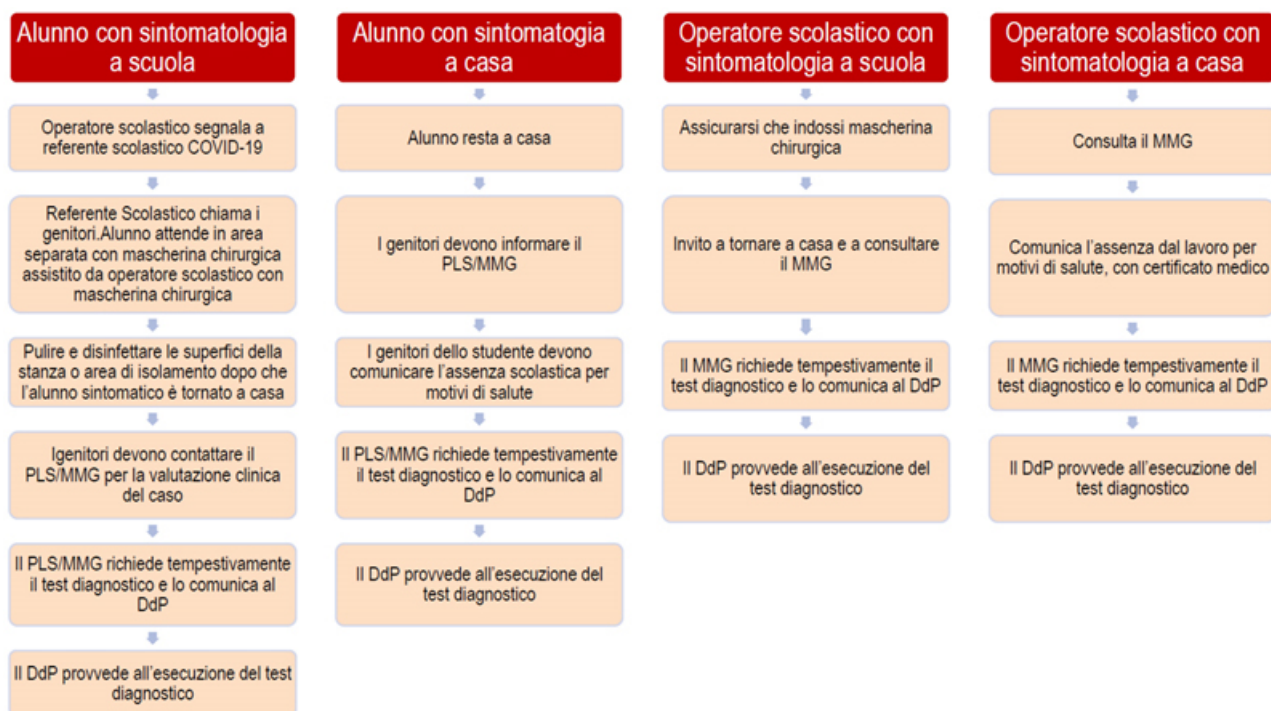 Alunno con sintomatologia
a scuola
Operatore scolastico segnala a
referente scolastico COVID-19
Referente Scolastico chiama i
genitori.Alunno attende in area
separata con mascherina chirurgica
assistito da operatore scolastico con
mascherina chirurgica
Pulire e disinfettare le superfici della
stanza o area di isolamento dopo che
l'alunno sintomatico è tornato a casa
Igenitori devono contattare il
PLS/MMG per la valutazione clinica
del caso
Il PLS/MMG richiede tempestivamente
il test diagnostico e lo comunica al
DdP
Il DdP provvede all'esecuzione del test
diagnostico
Alunno con sintomatogia
a casa
Alunno resta a casa
I genitori devono informare il
PLS/MMG
I genitori dello studente devono
comunicare l'assenza scolastica per
motivi di salute
Il PLS/MMG richiede tempestivamente
il test diagnostico e lo comunica al
DdP
Il DdP provvede all'esecuzione del
test diagnostico
Operatore scolastico con
sintomatologia a scuola
Assicurarsi che indossi mascherina
chirurgica
Invito a tornare a casa e a consultare
il MMG
Il MMG richiede tempestivamente il
test diagnostico e lo comunica al DdP
Il DdP provvede all'esecuzione del
test diagnostico
Operatore scolastico con
sintomatologia a casa
Consulta il MMG
Comunica l'assenza dal lavoro per
motivi di salute, con certificato medico
Il MMG richiede tempestivamente il
test diagnostico e lo comunica al DdP
Il DdP provvede all'esecuzione del
test diagnostico